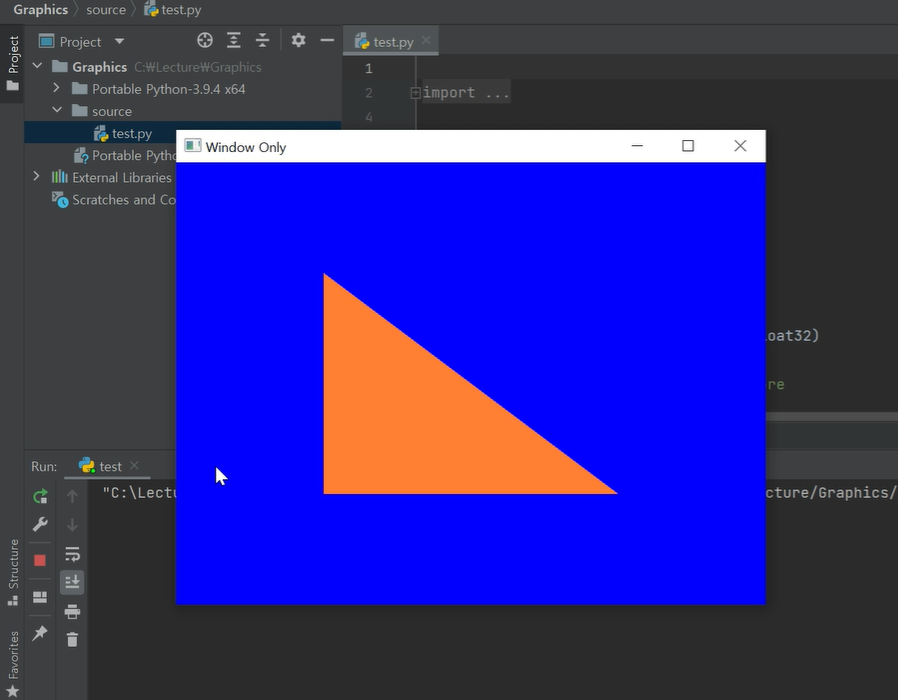 Graphics source test.py
Project
Project
test.py
Graphics C:₩Lecture₩Graphics
Portable Python-3.9.4 x64
source
test.py
Portable Pytho
External Libraries
Scratches and Co
1
2 import ...
4
Window Only
oat32)
re
Run: test
"C:\Lectu
cture/Graphics/
Structure
Favorites